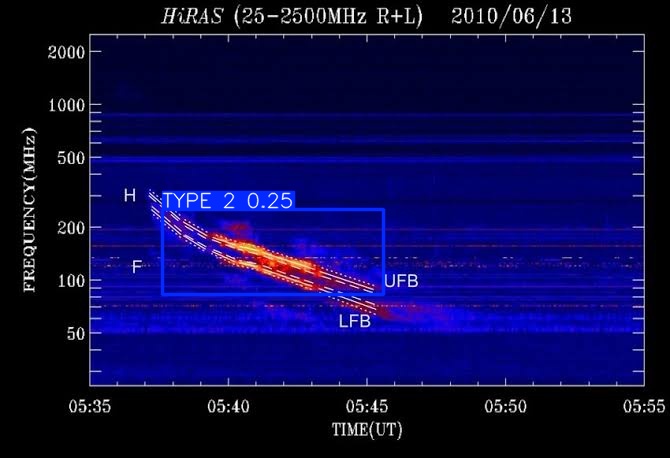 HiRAS (25-2500MHz R+L) 2010/06/13
FREQUENCY(MHz)
2000
1000
500
200
100
50
H
F
TYPE 2 0.25
UFB
LFB
05:35 05:40 05:45 05:50 05:55
TIME(UT)